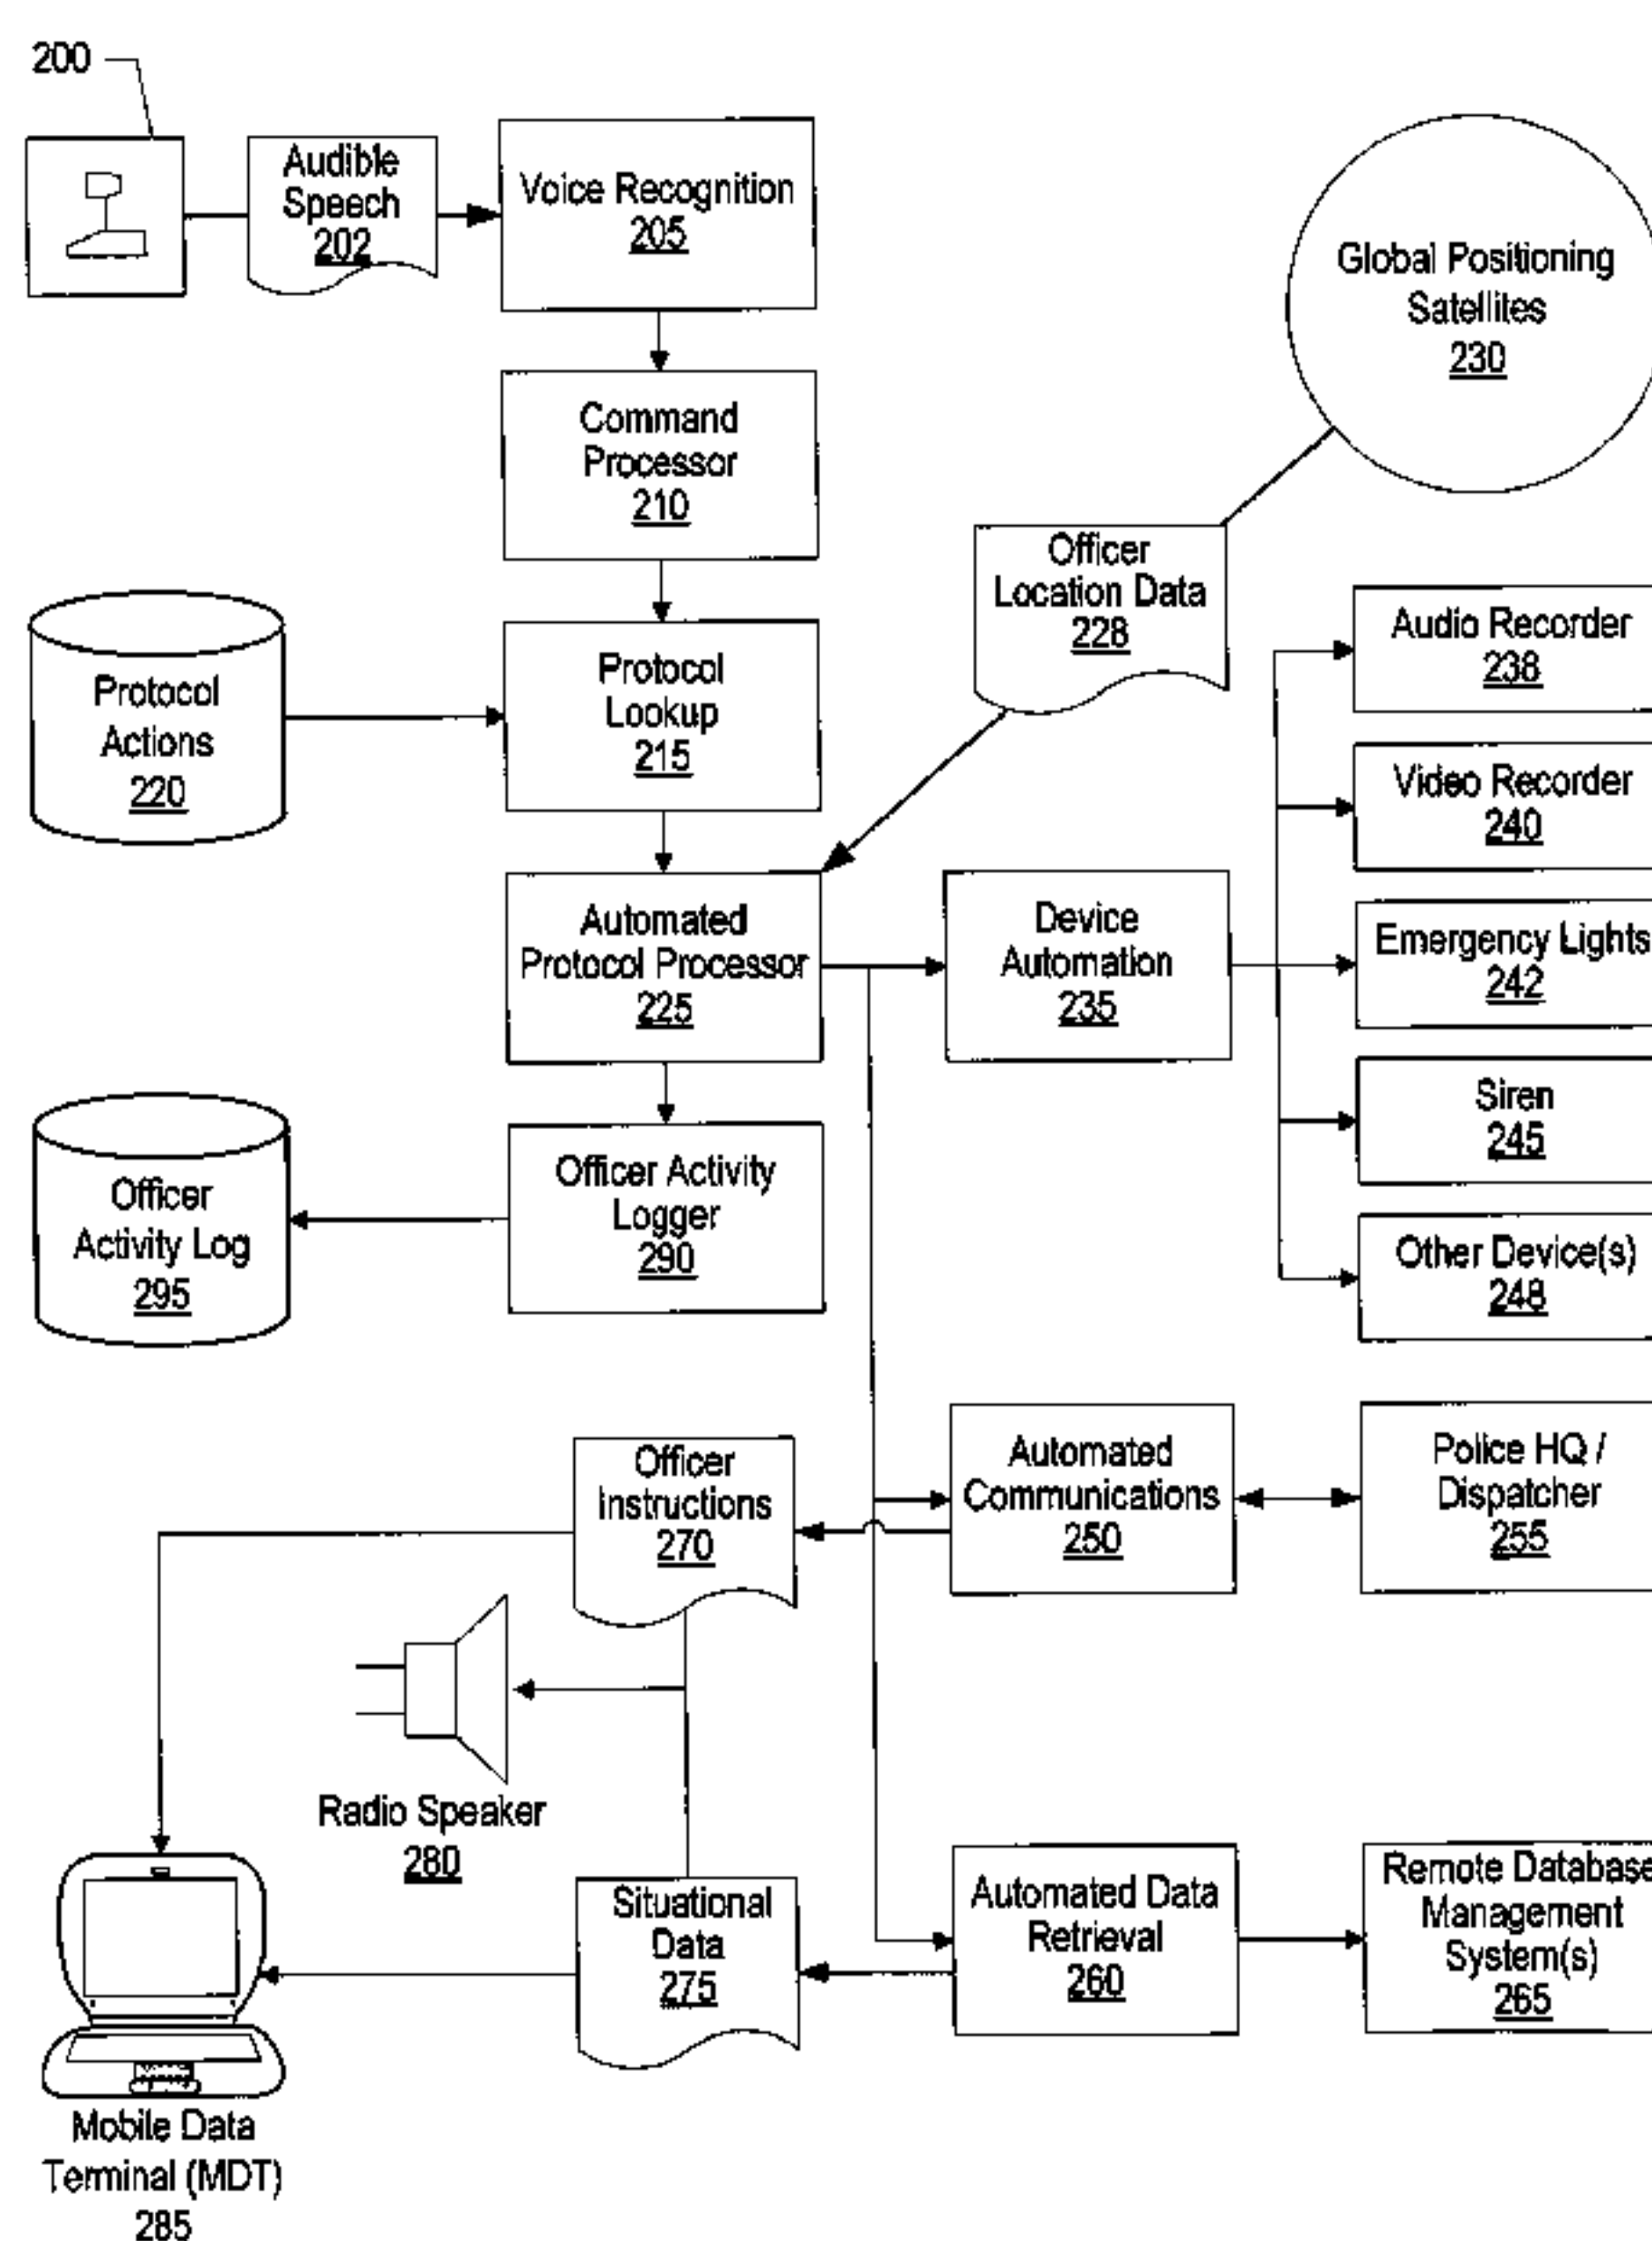 200
Audible
Speech
202
Voice Recognition
205
Global Positioning
Satellites
230
Command
Processor
210
Officer
Location Data
228
Protocol
Actions
220
Protocol
Lookup
215
Audio Recorder
238
Video Recorder
240
Automated
Protocol Processor
225
Device
Automation
235
Emergency Lights
242
Siren
245
Officer
Activity Log
295
Officer Activity
Logger
290
Other Device(s)
248
Officer
Instructions
270
Automated
Communications
250
Police HQ /
Dispatcher
255
Radio Speaker
280
Situational
Data
275
Automated Data
Retrieval
260
Remote Database
Management
System(s)
265
Mobile Data
Terminal (MDT)
285